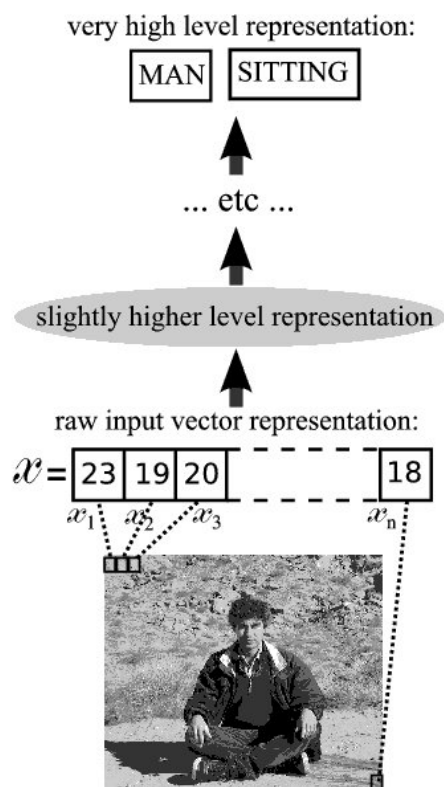 very high level representation:
MAN SITTING
... etc ...
slightly higher level representation
raw input vector representation:
x = 23 19 20 18
x1 x2 x3 xn